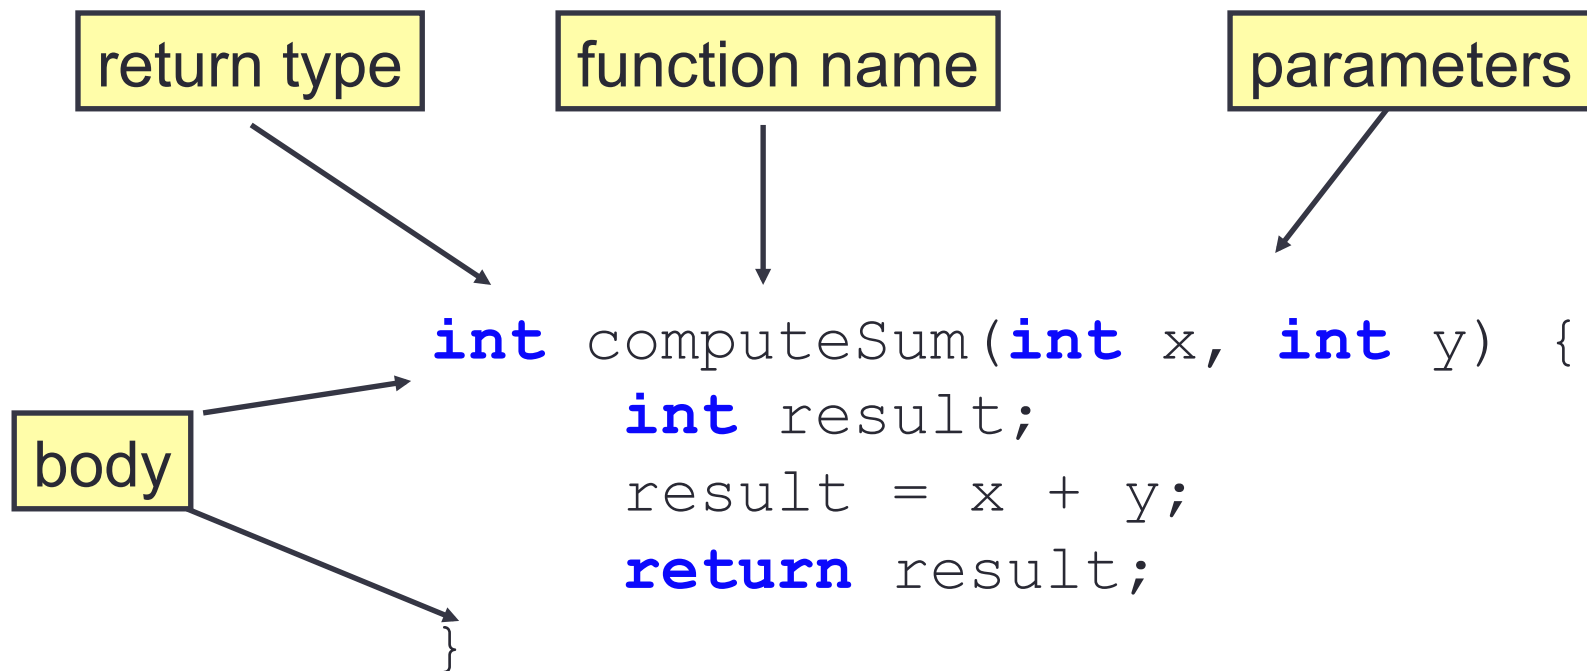 return type
function name
parameters
int computeSum(int x, int y) {
body
int result;
result = x + y;
return result;
}